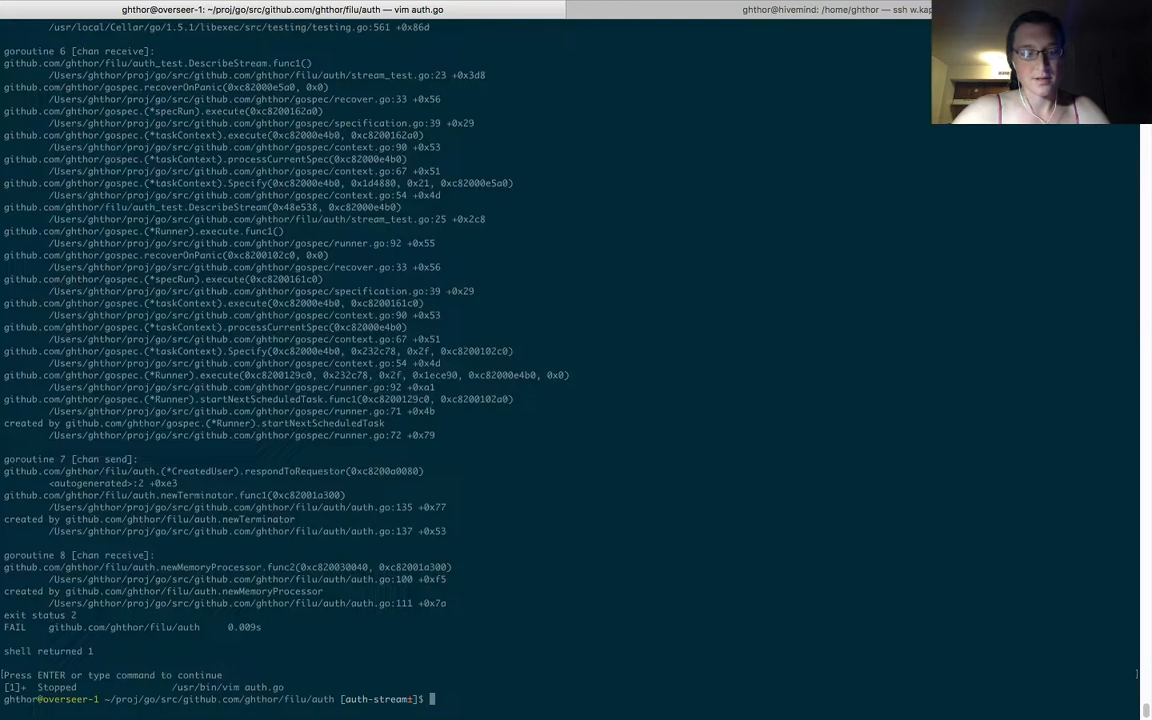 ghthor@overseer-1: ~/proj/go/src/github.com/ghthor/filu/auth — vim auth.go
ghthor@hivemind: /home/ghthor — ssh w.kap
/usr/local/Cellar/go/1.5.1/libexec/src/testing/testing.go:561 +0x86d
goroutine 6 [chan receive]:
github.com/ghthor/filu/auth_test.DescribeStream.func1()
/Users/ghthor/proj/go/src/github.com/ghthor/filu/auth/stream_test.go:23 +0x3d8
github.com/ghthor/gospec.recoverOnPanic(0xc82000e5a0, 0x0)
/Users/ghthor/proj/go/src/github.com/ghthor/gospec/recover.go:33 +0x56
github.com/ghthor/gospec.(*specRun).execute(0xc8200162a0)
/Users/ghthor/proj/go/src/github.com/ghthor/gospec/specification.go:39 +0x29
github.com/ghthor/gospec.(*taskContext).execute(0xc82000e4b0, 0xc8200162a0)
/Users/ghthor/proj/go/src/github.com/ghthor/gospec/context.go:90 +0x53
github.com/ghthor/gospec.(*taskContext).processCurrentSpec(0xc82000e4b0)
/Users/ghthor/proj/go/src/github.com/ghthor/gospec/context.go:67 +0x51
github.com/ghthor/gospec.(*taskContext).Specify(0xc82000e4b0, 0x1d4880, 0x21, 0xc82000e5a0)
/Users/ghthor/proj/go/src/github.com/ghthor/gospec/context.go:54 +0x4d
github.com/ghthor/filu/auth_test.DescribeStream(0x48e538, 0xc82000e4b0)
/Users/ghthor/proj/go/src/github.com/ghthor/filu/auth/stream_test.go:25 +0x2c8
github.com/ghthor/gospec.(*Runner).execute.func1()
/Users/ghthor/proj/go/src/github.com/ghthor/gospec/runner.go:92 +0x55
github.com/ghthor/gospec.recoverOnPanic(0xc8200102c0, 0x0)
/Users/ghthor/proj/go/src/github.com/ghthor/gospec/recover.go:33 +0x56
github.com/ghthor/gospec.(*specRun).execute(0xc8200161c0)
/Users/ghthor/proj/go/src/github.com/ghthor/gospec/specification.go:39 +0x29
github.com/ghthor/gospec.(*taskContext).execute(0xc82000e4b0, 0xc8200161c0)
/Users/ghthor/proj/go/src/github.com/ghthor/gospec/context.go:90 +0x53
github.com/ghthor/gospec.(*taskContext).processCurrentSpec(0xc82000e4b0)
/Users/ghthor/proj/go/src/github.com/ghthor/gospec/context.go:67 +0x51
github.com/ghthor/gospec.(*taskContext).Specify(0xc82000e4b0, 0x232c78, 0x2f, 0xc8200102c0)
/Users/ghthor/proj/go/src/github.com/ghthor/gospec/context.go:54 +0x4d
github.com/ghthor/gospec.(*Runner).execute(0xc8200129c0, 0x232c78, 0x2f, 0x1ece90, 0xc82000e4b0, 0x0)
/Users/ghthor/proj/go/src/github.com/ghthor/gospec/runner.go:92 +0xa1
github.com/ghthor/gospec.(*Runner).startNextScheduledTask.func1(0xc8200129c0, 0xc8200102a0)
/Users/ghthor/proj/go/src/github.com/ghthor/gospec/runner.go:71 +0x4b
created by github.com/ghthor/gospec.(*Runner).startNextScheduledTask
/Users/ghthor/proj/go/src/github.com/ghthor/gospec/runner.go:72 +0x79
goroutine 7 [chan send]:
github.com/ghthor/filu/auth.(*CreatedUser).respondToRequestor(0xc8200a0080)
<autogenerated>:2 +0xe3
github.com/ghthor/filu/auth.newTerminator.func1(0xc82001a300)
/Users/ghthor/proj/go/src/github.com/ghthor/filu/auth/auth.go:135 +0x77
created by github.com/ghthor/filu/auth.newTerminator
/Users/ghthor/proj/go/src/github.com/ghthor/filu/auth/auth.go:137 +0x53
goroutine 8 [chan receive]:
github.com/ghthor/filu/auth.newMemoryProcessor.func2(0xc820030040, 0xc82001a300)
/Users/ghthor/proj/go/src/github.com/ghthor/filu/auth/auth.go:100 +0xf5
created by github.com/ghthor/filu/auth.newMemoryProcessor
/Users/ghthor/proj/go/src/github.com/ghthor/filu/auth/auth.go:111 +0x7a
exit status 2
FAIL github.com/ghthor/filu/auth 0.009s
shell returned 1
[Press ENTER or type command to continue ]
[1]+ Stopped /usr/bin/vim auth.go
ghthor@overseer-1 ~/proj/go/src/github.com/ghthor/filu/auth [auth-stream±]$